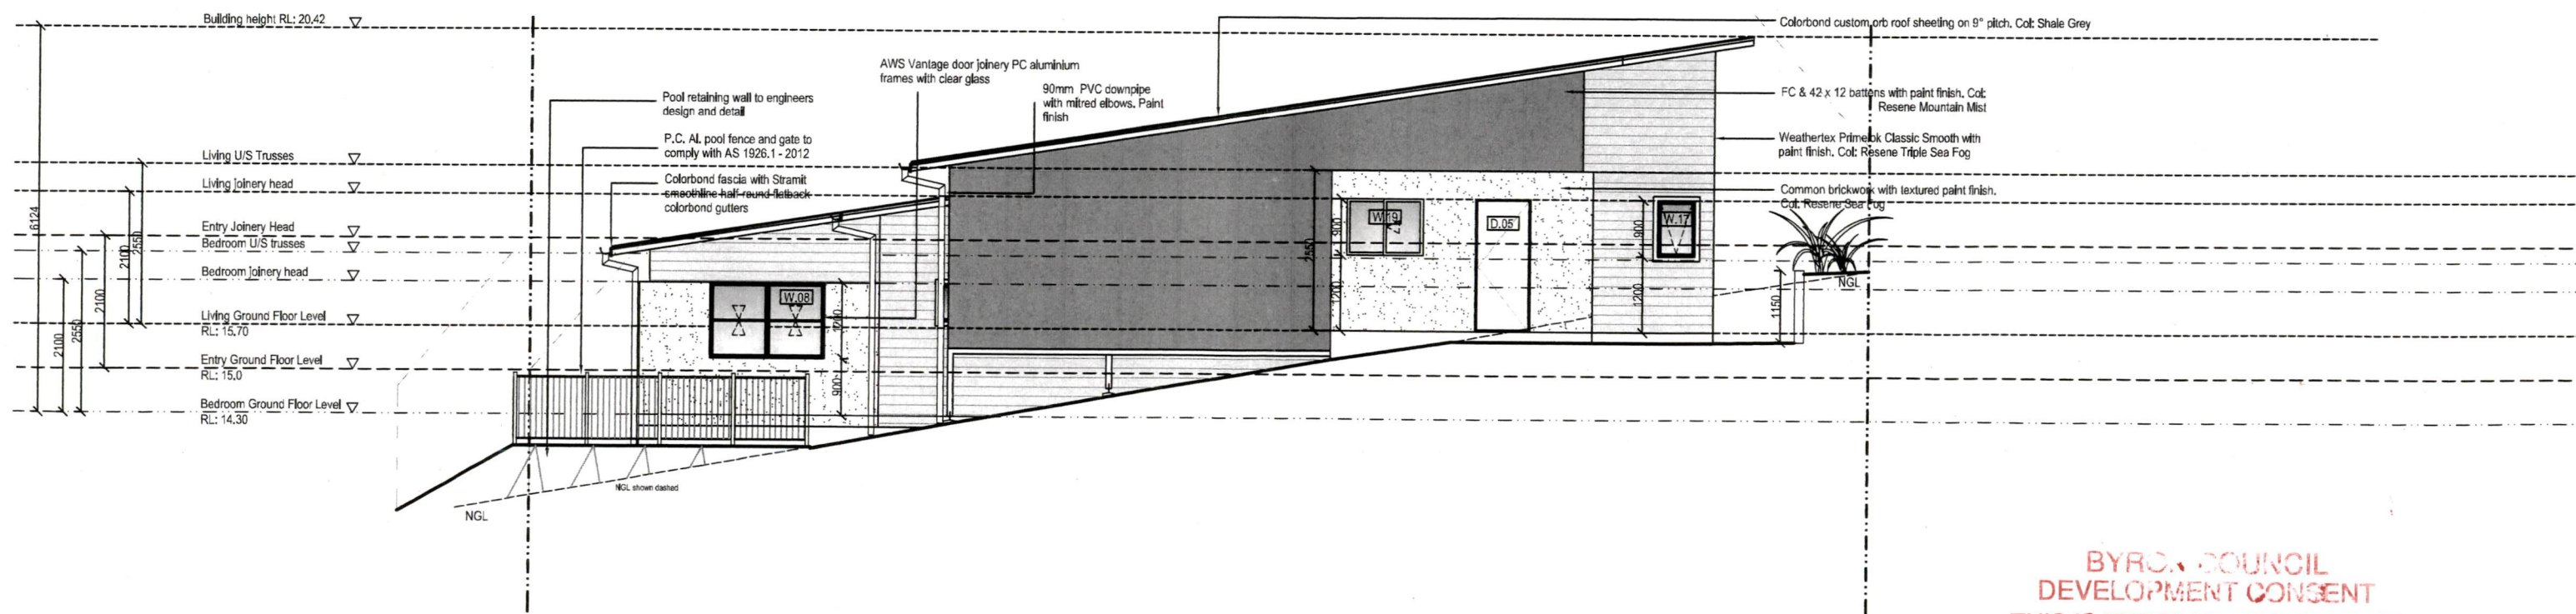 Building height RL: 20.42
Colorbond custom orb roof sheeting on 9° pitch. Col: Shale Grey
AWS Vantage door joinery PC aluminium
frames with clear glass
90mm PVC downpipe
with mitred elbows. Paint
finish
Pool retaining wall to engineers
design and detail
FC & 42 x 12 battens with paint finish. Col:
Resene Mountain Mist
P.C. Al. pool fence and gate to
comply with AS 1926.1 - 2012
Weathertex Primelok Classic Smooth with
paint finish. Col: Resene Triple Sea Fog
Living U/S Trusses
Living joinery head
Colorbond fascia with Stramit
smoothline half-round flatback
colorbond gutters
Common brickwork with textured paint finish.
Col: Resene Sea Fog
Entry Joinery Head
Bedroom U/S trusses
Bedroom joinery head
Living Ground Floor Level
RL: 15.70
Entry Ground Floor Level
RL: 15.0
Bedroom Ground Floor Level
RL: 14.30
6124
2100
2550
2100
2100
2550
W.08
1200
900
2550
900
1200
W.19
D.05
W.17
900
1200
1150
NGL
NGL shown dashed
NGL
BYRON COUNCIL
DEVELOPMENT CONSENT